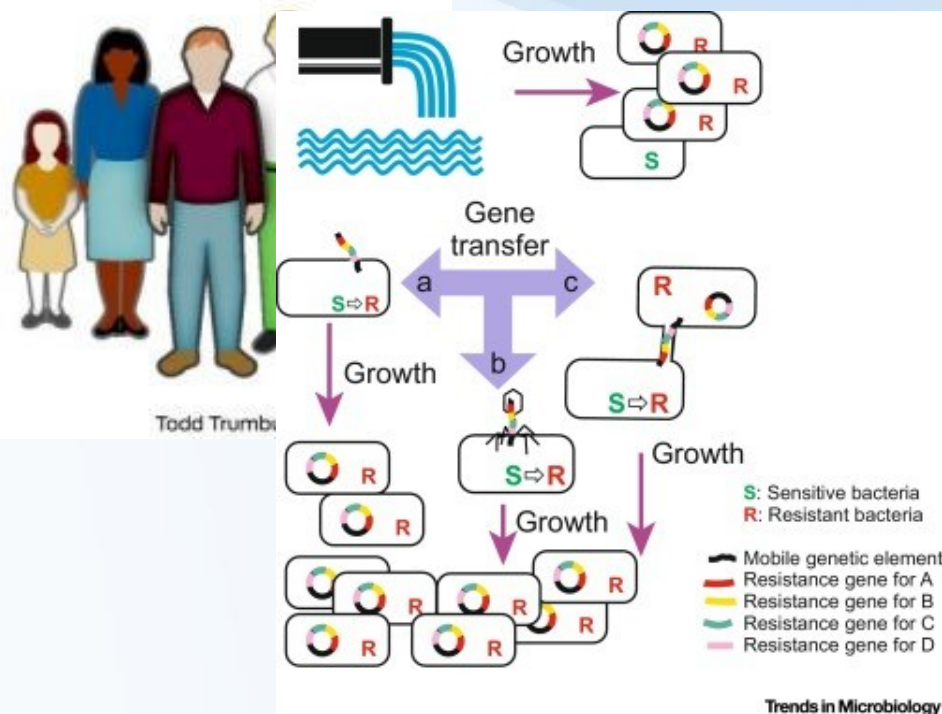 Growth
R
R
R
S
Gene
transfer
a
c
b
S⇨R
R
S⇨R
Growth
S⇨R
Growth
Growth
R
R
R
R
R
R
R
S: Sensitive bacteria
R: Resistant bacteria
Mobile genetic element
Resistance gene for A
Resistance gene for B
Resistance gene for C
Resistance gene for D
Todd
Trends in Microbiology